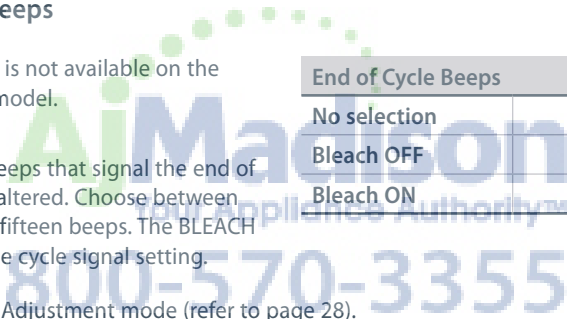 eeps
is not available on the
model.
eeps that signal the end of
altered. Choose between
fifteen beeps. The BLEACH
e cycle signal setting.
Adjustment mode (refer to page 28).
End of Cycle Beeps
No selection
Bleach OFF
Bleach ON
AjMadison
Your Appliance Authority™
800-570-3355